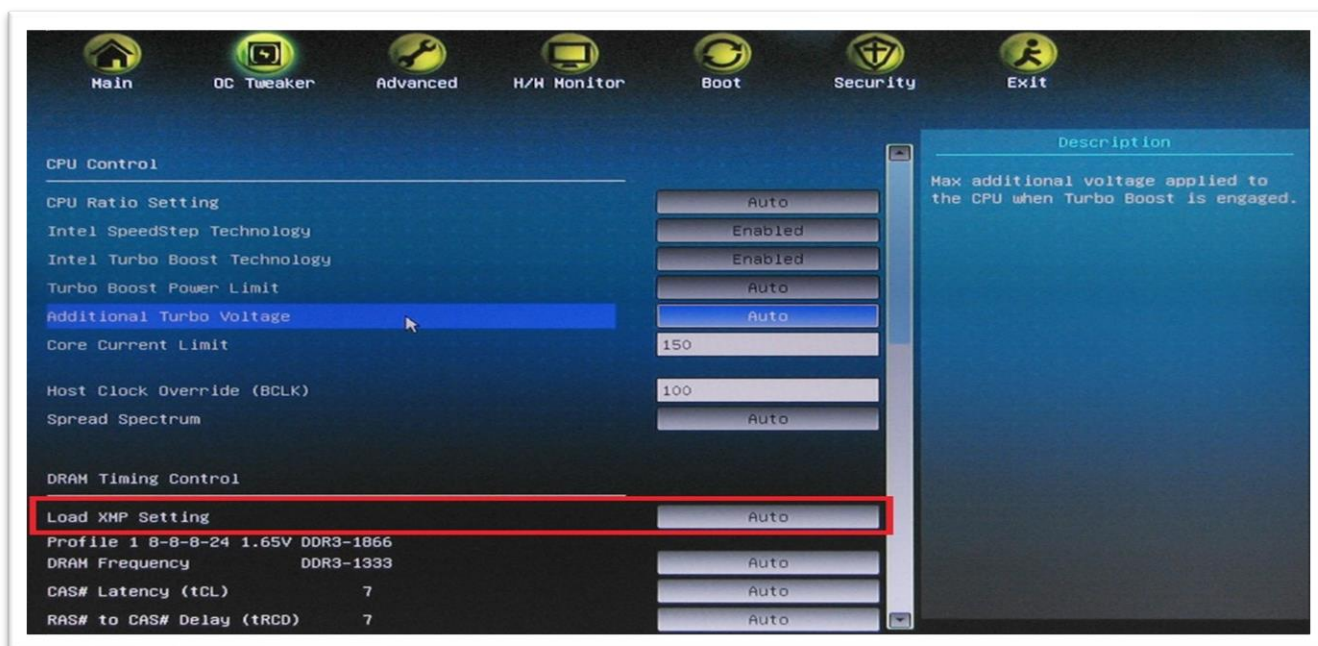 Main OC Tweaker Advanced H/W Monitor Boot Security Exit
Description
Max additional voltage applied to
the CPU when Turbo Boost is engaged.
CPU Control
CPU Ratio Setting Auto
Intel SpeedStep Technology Enabled
Intel Turbo Boost Technology Enabled
Turbo Boost Power Limit Auto
Additional Turbo Voltage Auto
Core Current Limit 150
Host Clock Override (BCLK) 100
Spread Spectrum Auto
DRAM Timing Control
Load XMP Setting Auto
Profile 1 8-8-8-24 1.65V DDR3-1866
DRAM Frequency DDR3-1333 Auto
CAS# Latency (tCL) 7 Auto
RAS# to CAS# Delay (tRCD) 7 Auto